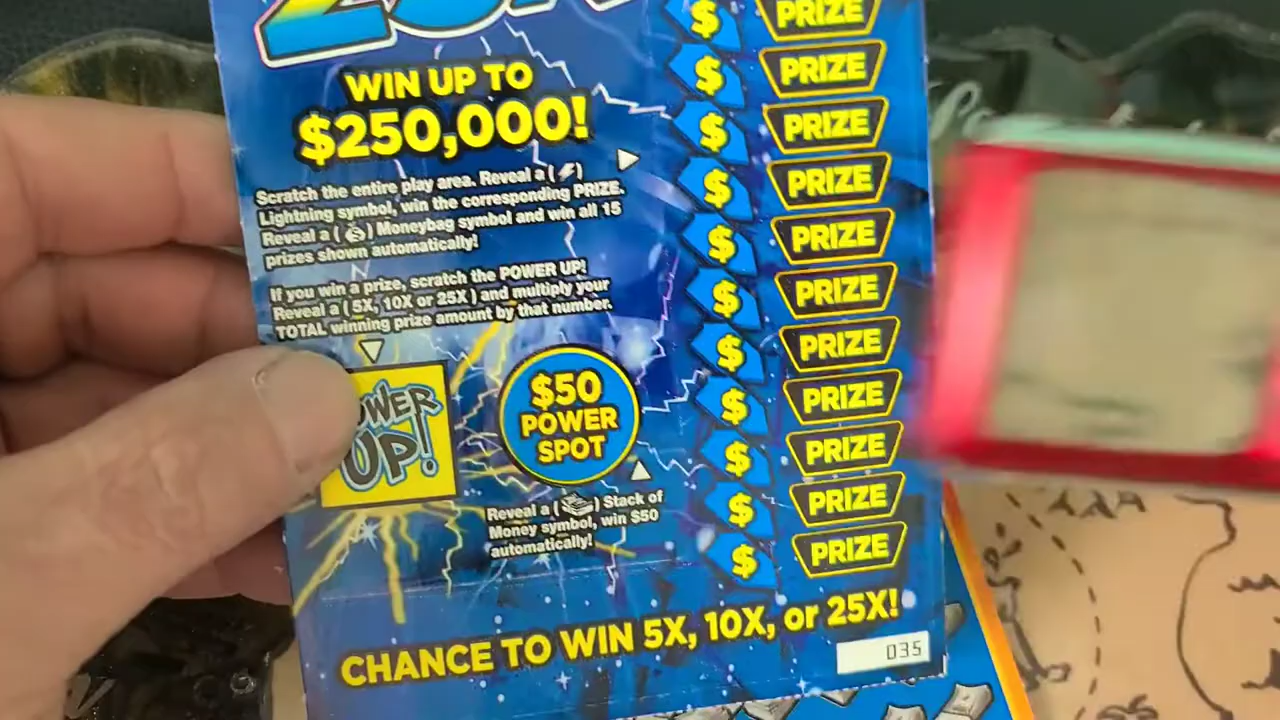 WIN UP TO
$250,000!
Scratch the entire play area. Reveal a ( )
Lightning symbol, win the corresponding PRIZE.
Reveal a ( ) Moneybag symbol and win all 15
prizes shown automatically!
If you win a prize, scratch the POWER UP!
Reveal a ( 5X, 10X or 25X ) and multiply your
TOTAL winning prize amount by that number.
POWER
UP!
$50
POWER
SPOT
Reveal a ( ) Stack of
Money symbol, win $50
automatically!
$ PRIZE
$ PRIZE
$ PRIZE
$ PRIZE
$ PRIZE
$ PRIZE
$ PRIZE
$ PRIZE
$ PRIZE
$ PRIZE
$ PRIZE
CHANCE TO WIN 5X, 10X, or 25X!
035